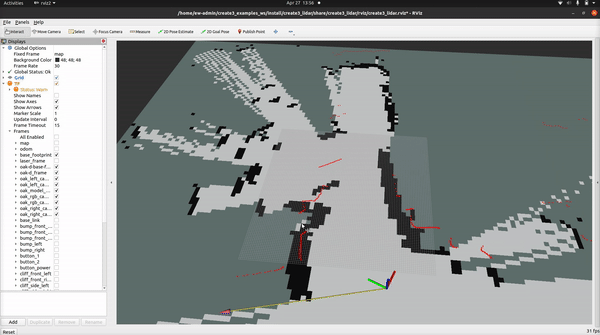 Activities
rviz2
Apr 27 13:56
/home/ew-admin/create3_examples_ws/install/create3_lidar/share/create3_lidar/rviz/create3_lidar.rviz* - RViz
File Panels Help
Interact Move Camera Select Focus Camera Measure 2D Pose Estimate 2D Goal Pose Publish Point
Displays
Global Options
Fixed Frame map
Background Color 48; 48; 48
Frame Rate 30
Global Status: Ok
Grid
TF
Status: Warn
Show Names
Show Axes
Show Arrows
Marker Scale 1
Update Interval 0
Frame Timeout 15
Frames
All Enabled
map
odom
base_footprint
laser_frame
oak-d-base-f...
oak-d_frame
oak_left_ca...
oak_left_ca...
oak_model_...
oak_rgb_ca...
oak_rgb_ca...
oak_right_ca...
oak_right_ca...
base_link
bump_front_...
bump_front_...
bump_front_...
bump_left
bump_right
button_1
button_2
button_power
cliff_front_left
cliff_front_ri...
cliff_side_left
Add Duplicate Remove Rename
Reset
31 fps